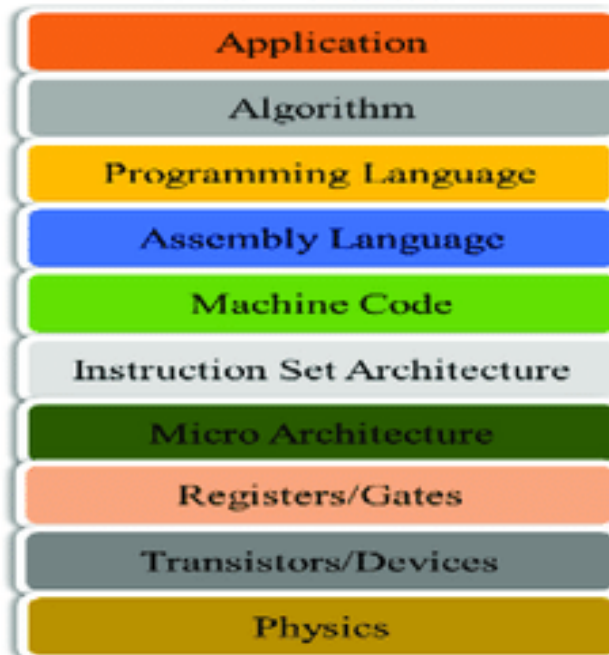 Application
Algorithm
Programming Language
Assembly Language
Machine Code
Instruction Set Architecture
Micro Architecture
Registers/Gates
Transistors/Devices
Physics